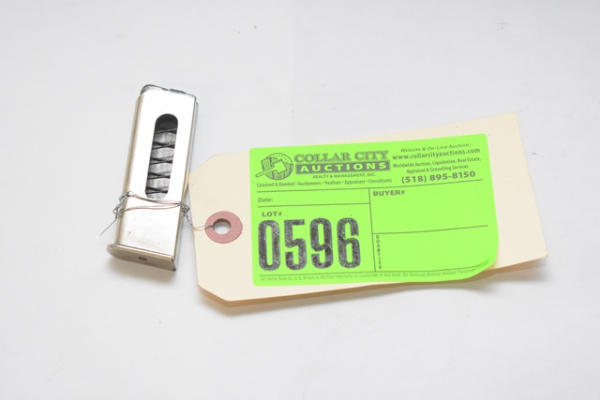 COLLAR CITY
AUCTIONS
REALTY & MANAGEMENT, INC.
Licensed & Bonded • Auctioneers • Realtors • Appraisers • Consultants
Website & On-Line Auction:
www.collarcityauctions.com
Worldwide Auction, Liquidation, Real Estate,
Appraisal & Consulting Services
(518) 895-8150
Date:
BUYER#
LOT#
0596